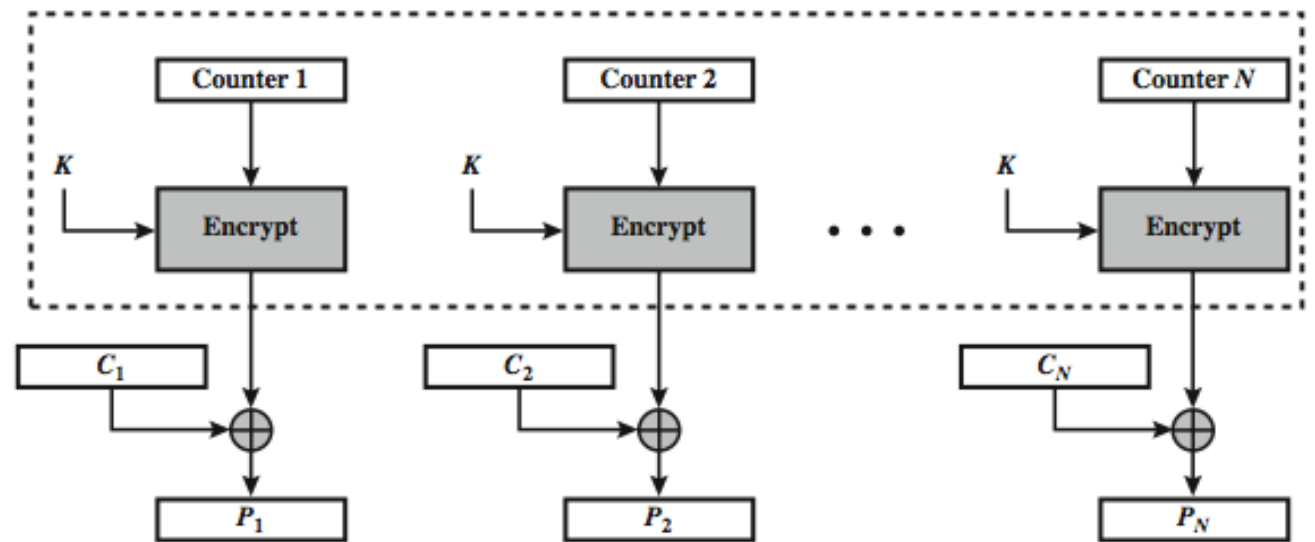 Counter 1 Counter 2 Counter N
K K K
Encrypt Encrypt • • • Encrypt
C1 C2 CN
P1 P2 PN